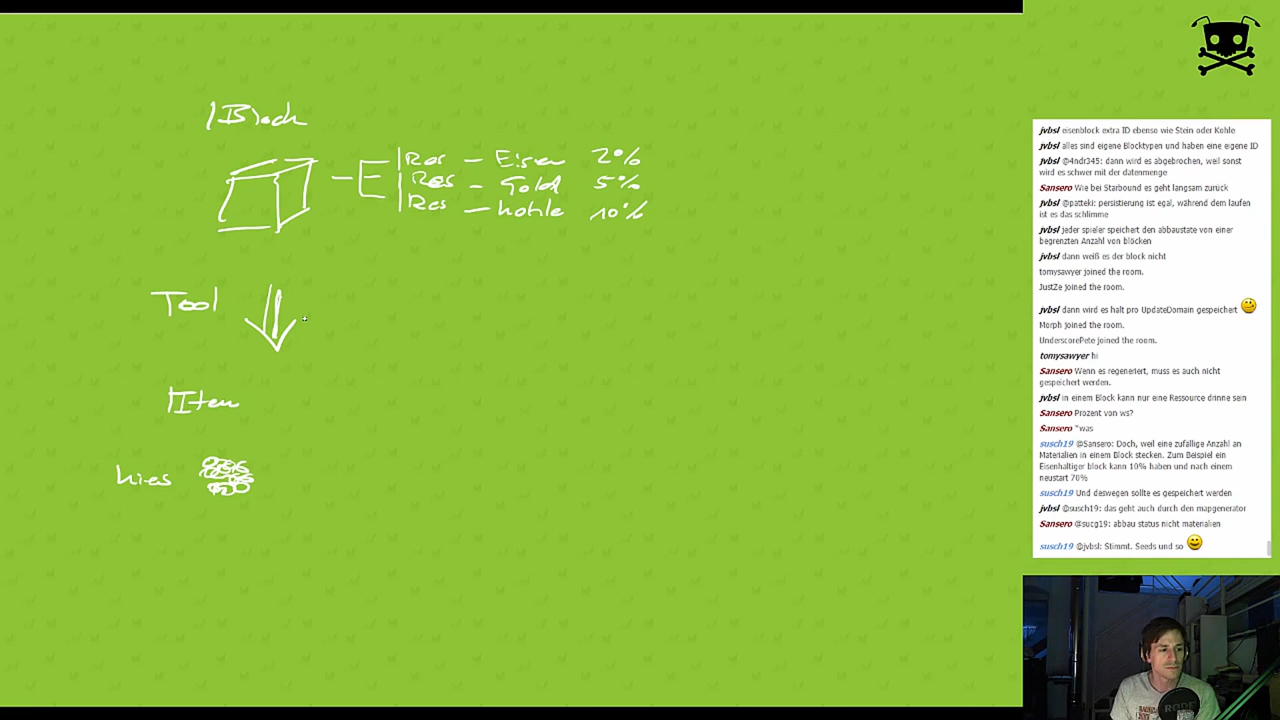 IBlock
Res - Eisen 2%
Res - Gold 5%
Res - Kohle 10%
Tool
IItem
Kies
jvbsl eisenblock extra ID ebenso wie Stein oder Kohle
jvbsl alles sind eigene Blocktypen und haben eine eigene ID
jvbsl @4ndr345: dann wird es abgebrochen, weil sonst
wird es schwer mit der datenmenge
Sansero Wie bei Starbound es geht langsam zurück
jvbsl @patteki: persistierung ist egal, während dem laufen
ist es das schlimme
jvbsl jeder spieler speichert den abbaustate von einer
begrenzten Anzahl von blöcken
jvbsl dann weiß es der block nicht
tomysawyer joined the room.
JustZe joined the room.
jvbsl dann wird es halt pro UpdateDomain gespeichert
Morph joined the room.
UnderscorePete joined the room.
tomysawyer hi
Sansero Wenn es regeneriert, muss es auch nicht
gespeichert werden.
jvbsl in einem Block kann nur eine Ressource drinne sein
Sansero Prozent von ws?
Sansero *was
susch19 @Sansero: Doch, weil eine zufällige Anzahl an
Materialien in einem Block stecken. Zum Beispiel ein
Eisenhaltiger block kann 10% haben und nach einem
neustart 70%
susch19 Und deswegen sollte es gespeichert werden
jvbsl @susch19: das geht auch durch den mapgenerator
Sansero @sucg19: abbau status nicht materialien
susch19 @jvbsl: Stimmt. Seeds und so
RODE